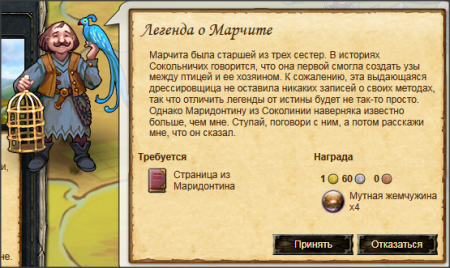 Легенда о Марчите
Марчита была старшей из трех сестер. В историях
Сокольничих говорится, что она первой смогла создать узы
между птицей и ее хозяином. К сожалению, эта выдающаяся
дрессировщица не оставила никаких записей о своих методах,
так что отличить легенды от истины будет не так-то просто.
Однако Маридонтину из Соколинии наверняка известно
больше, чем мне. Ступай, поговори с ним, а потом расскажи
мне, что он сказал.
Требуется
Награда
Страница из
Маридонтина
1 60 0
Мутная жемчужина
x4
Принять
Отказаться
не.